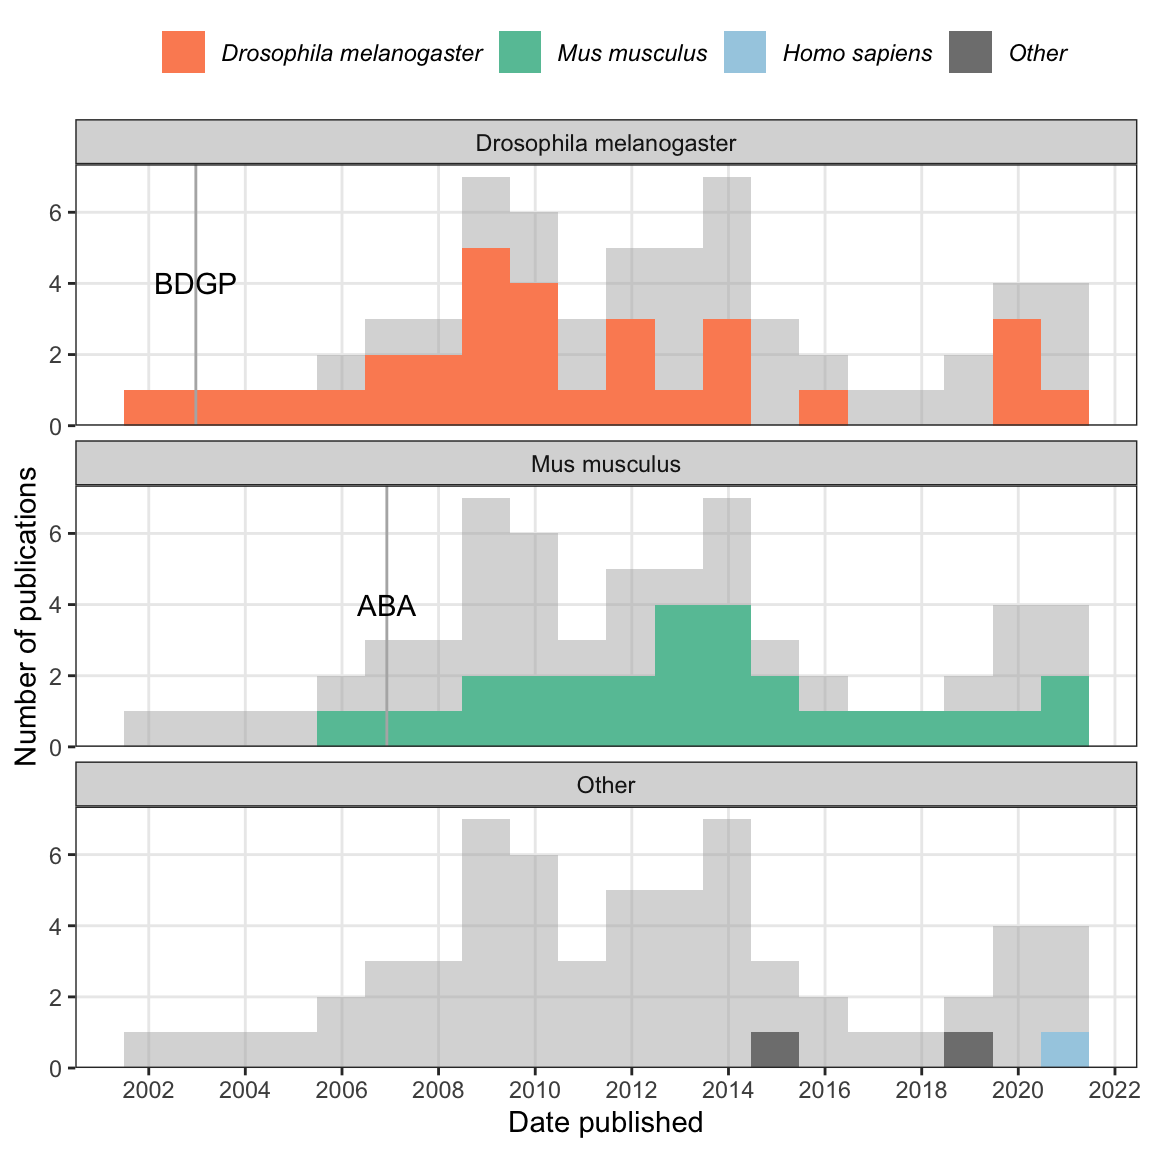 Drosophila melanogaster Mus musculus Homo sapiens Other
Drosophila melanogaster
6
4
2
0
BDGP
Mus musculus
6
4
2
0
ABA
Other
6
4
2
0
2002 2004 2006 2008 2010 2012 2014 2016 2018 2020 2022
Date published
Number of publications